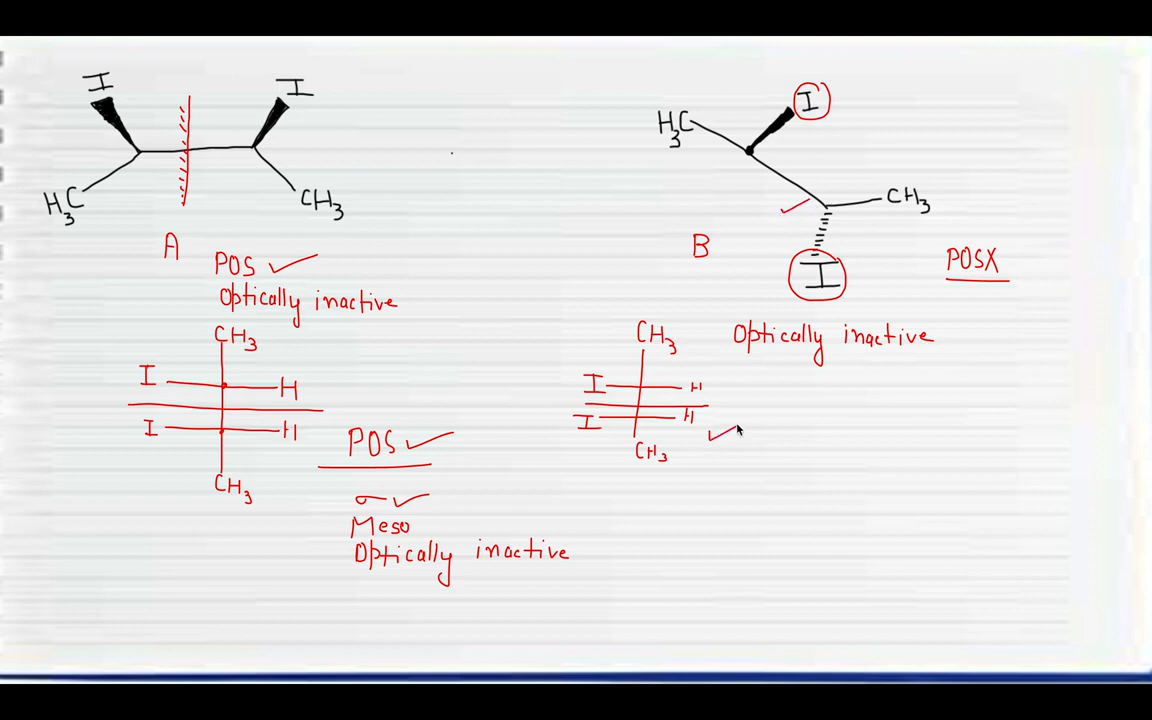 I I
H3C CH3
A
POS
Optically inactive
CH3
I H
I H
CH3
POS
σ
Meso
Optically inactive
I
H3C
CH3
I
B
POSX
Optically inactive
CH3
I H
I H
CH3